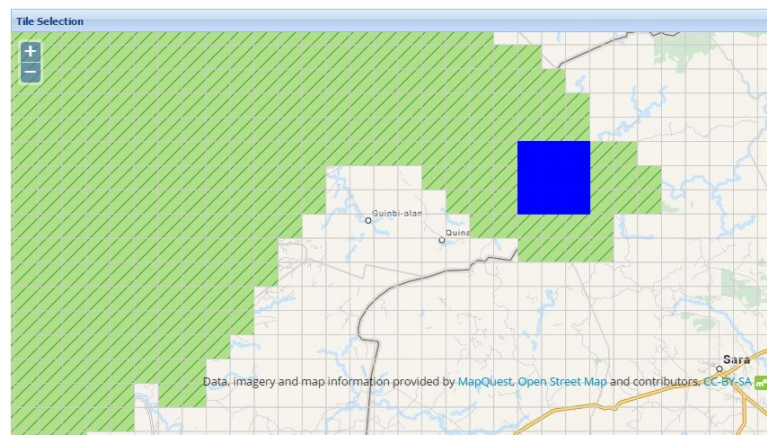 Tile Selection
+
−
Guinbi-alan
Quina
Sara
Data, imagery and map information provided by MapQuest, Open Street Map and contributors, CC-BY-SA